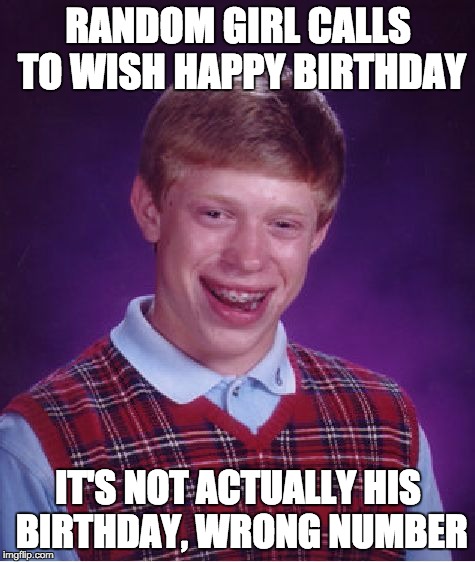 RANDOM GIRL CALLS
TO WISH HAPPY BIRTHDAY
IT'S NOT ACTUALLY HIS
BIRTHDAY, WRONG NUMBER
imgflip.com